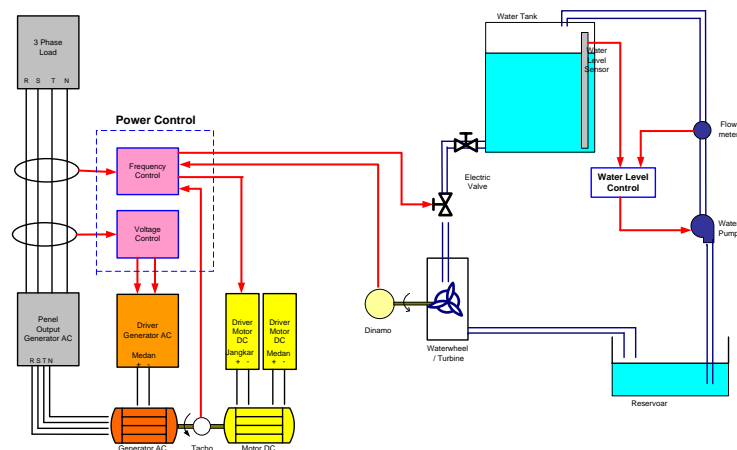 Water Tank
3 Phase
Load
R S T N
Water
Level
Sensor
Power Control
Flow
meter
Frequency
Control
Electric
Valve
Water Level
Control
Voltage
Control
Water
Pump
Penel
Output
Generator AC
R S T N
Driver
Generator AC
Medan
+ -
Driver
Motor
DC
Jangkar
+ -
Driver
Motor
DC
Medan
+ -
Dinamo
Waterwheel
/ Turbine
Reservoar
Generator AC
Tacho
Motor DC